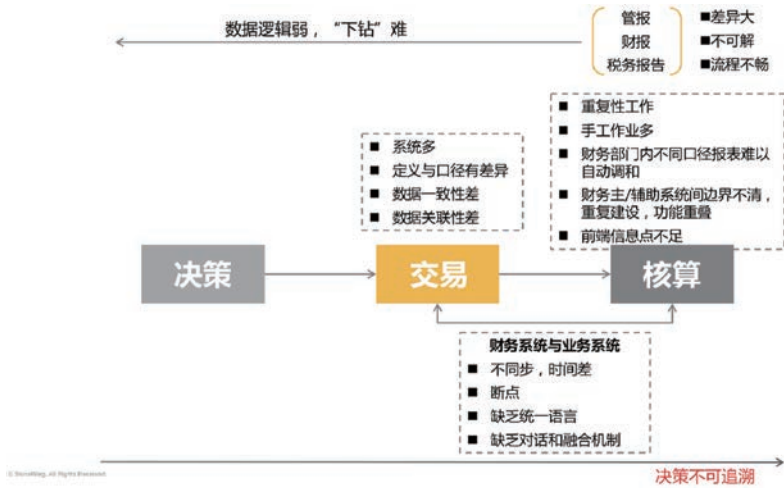 数据逻辑弱，“下钻”难
管报
财报
税务报告
■差异大
■不可解
■流程不畅
■ 系统多
■ 定义与口径有差异
■ 数据一致性差
■ 数据关联性差
■ 重复性工作
■ 手工作业多
■ 财务部门内不同口径报表难以
自动调和
■ 财务主/辅助系统间边界不清，
重复建设，功能重叠
■ 前端信息点不足
决策
交易
核算
财务系统与业务系统
■ 不同步，时间差
■ 断点
■ 缺乏统一语言
■ 缺乏对话和融合机制
决策不可追溯